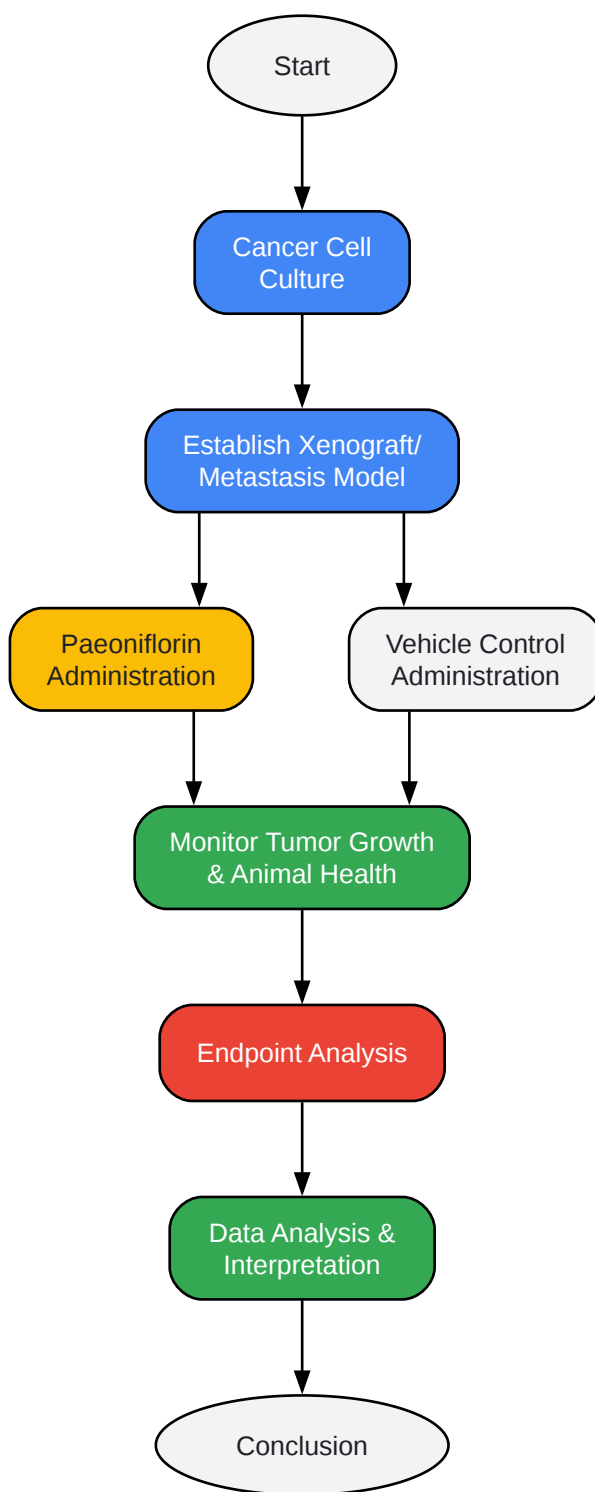 Start
Cancer Cell
Culture
Establish Xenograft/
Metastasis Model
Paeoniflorin
Administration
Vehicle Control
Administration
Monitor Tumor Growth
& Animal Health
Endpoint Analysis
Data Analysis &
Interpretation
Conclusion